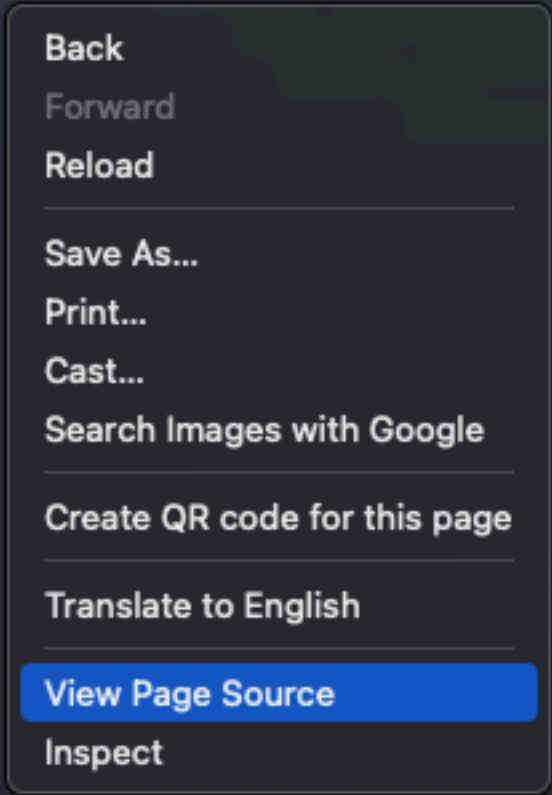 Back
Forward
Reload
Save As...
Print...
Cast...
Search Images with Google
Create QR code for this page
Translate to English
View Page Source
Inspect